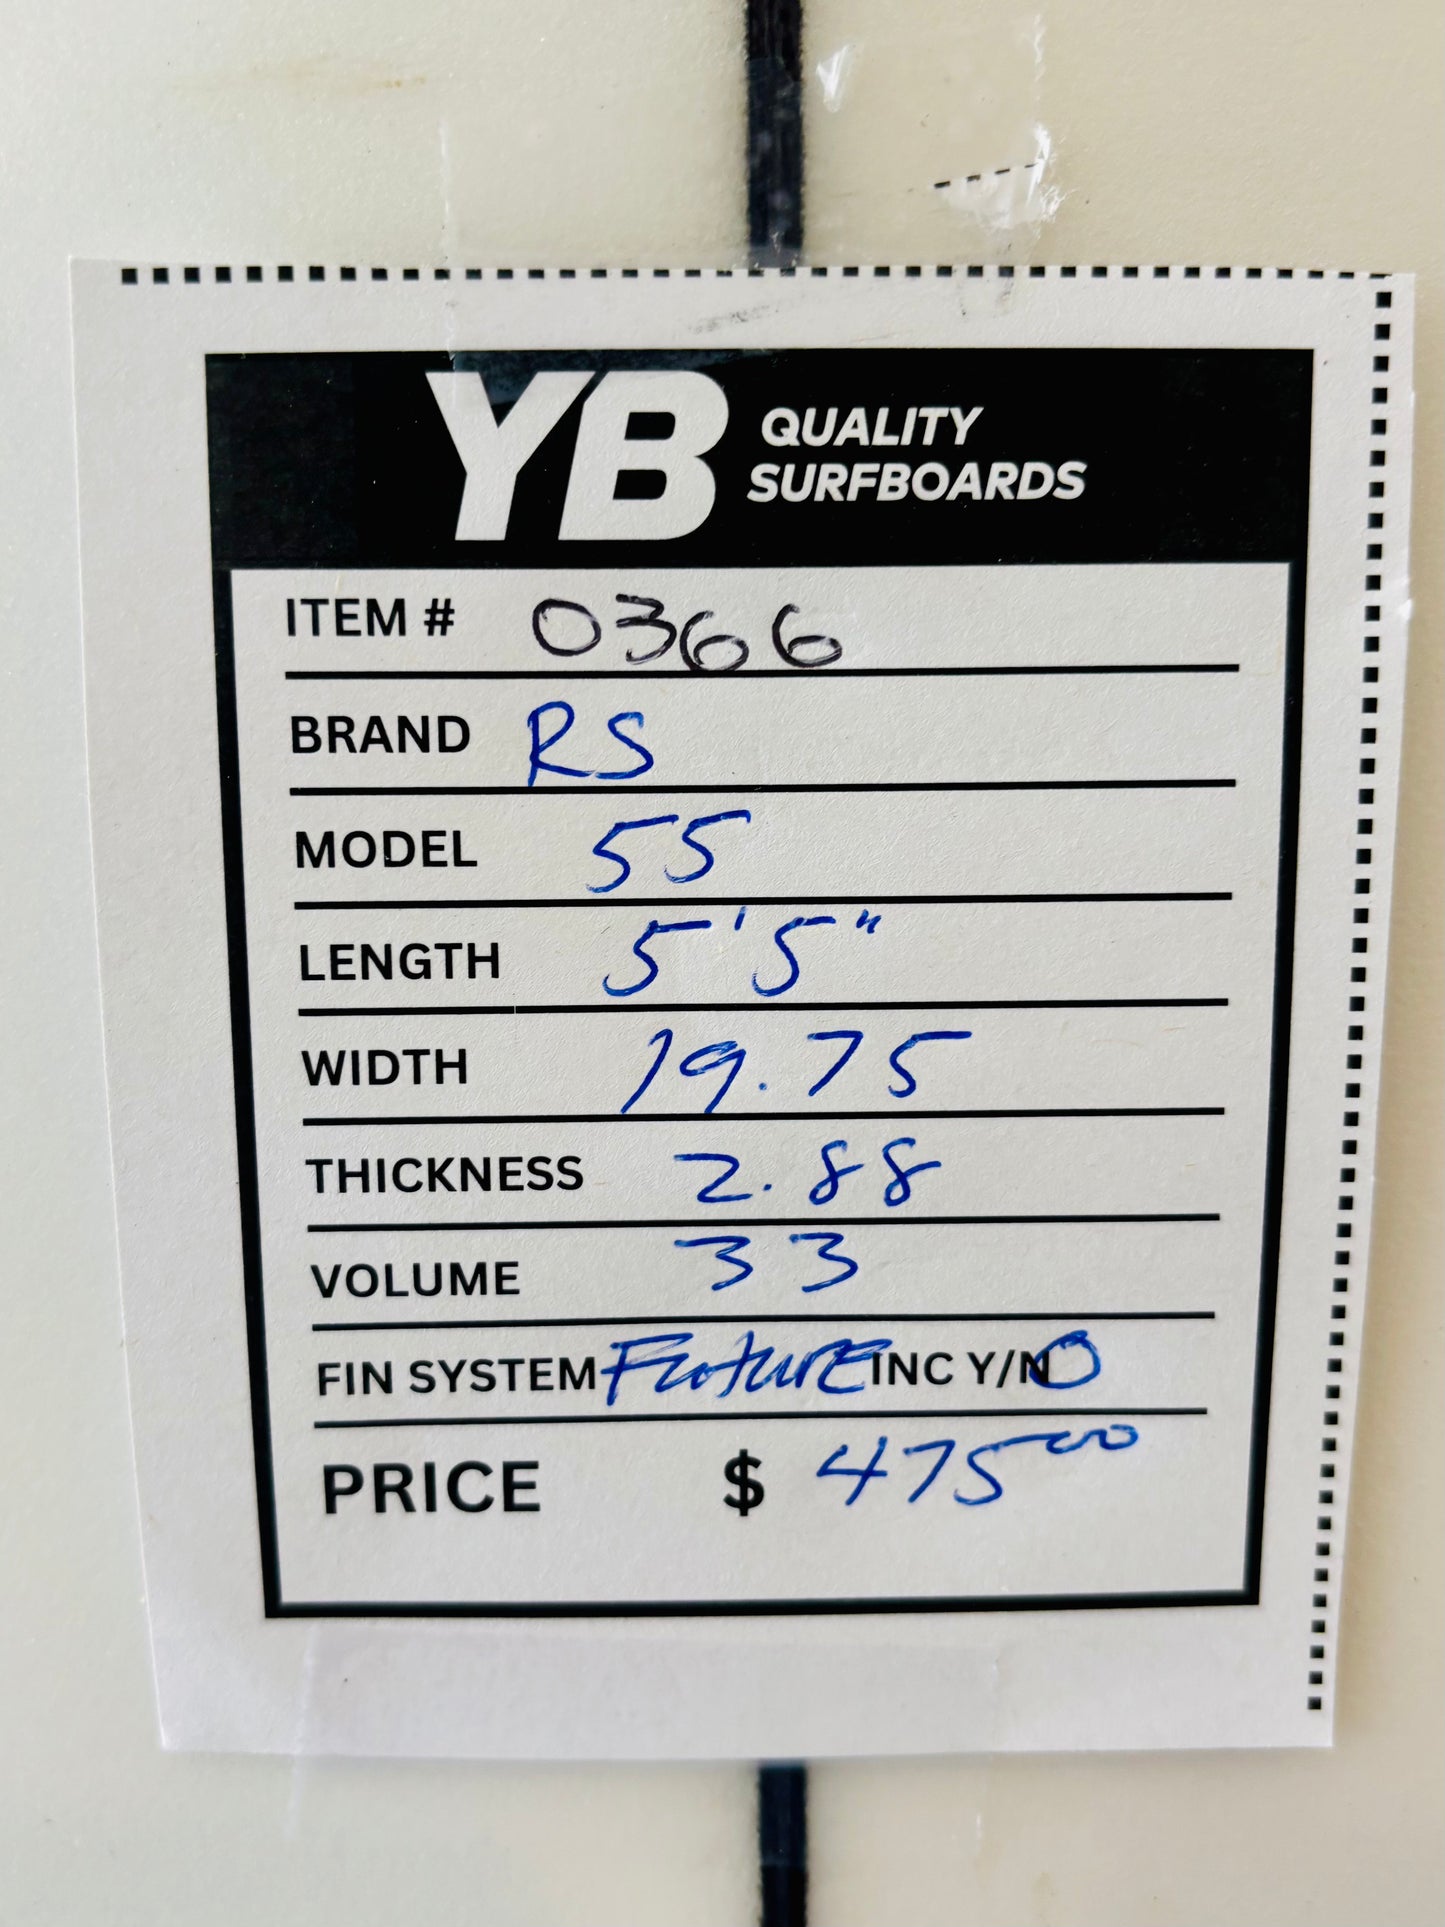 YB QUALITY
SURFBOARDS
ITEM # 0366
BRAND RS
MODEL 55
LENGTH 5'5"
WIDTH 19.75
THICKNESS 2.88
VOLUME 33
FIN SYSTEM Future INC Y/N O
PRICE $ 475 00